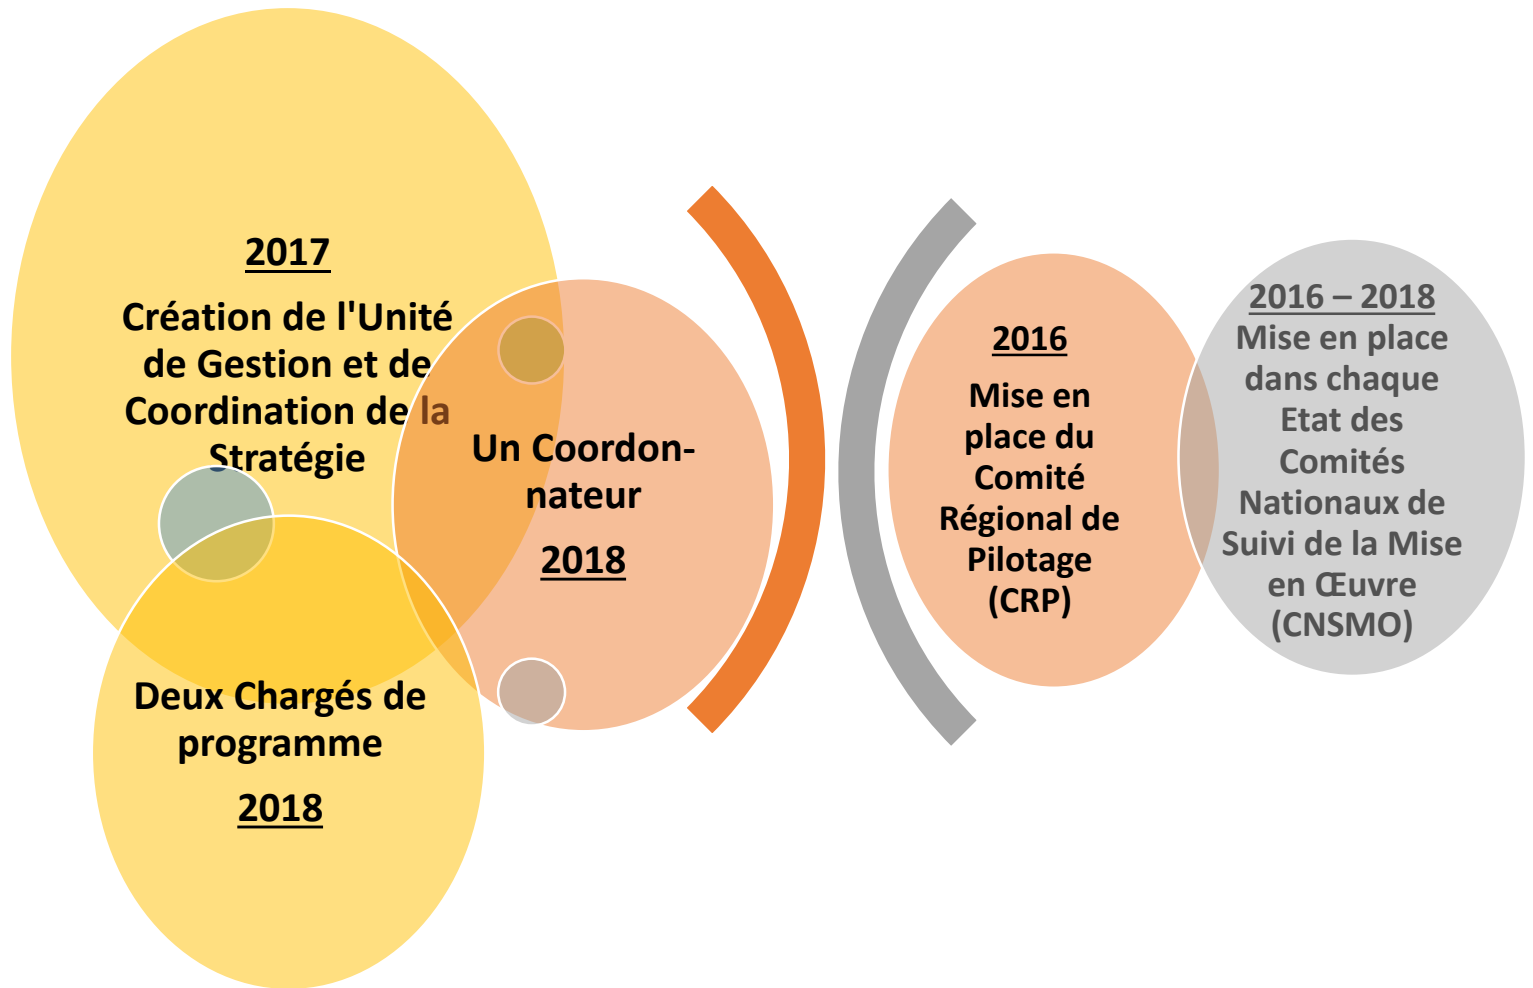 2017
Création de l'Unité
de Gestion et de
Coordination de la
Stratégie
Un Coordon-
nateur
2018
Deux Chargés de
programme
2018
2016
Mise en
place du
Comité
Régional de
Pilotage
(CRP)
2016 – 2018
Mise en place
dans chaque
Etat des
Comités
Nationaux de
Suivi de la Mise
en Œuvre
(CNSMO)